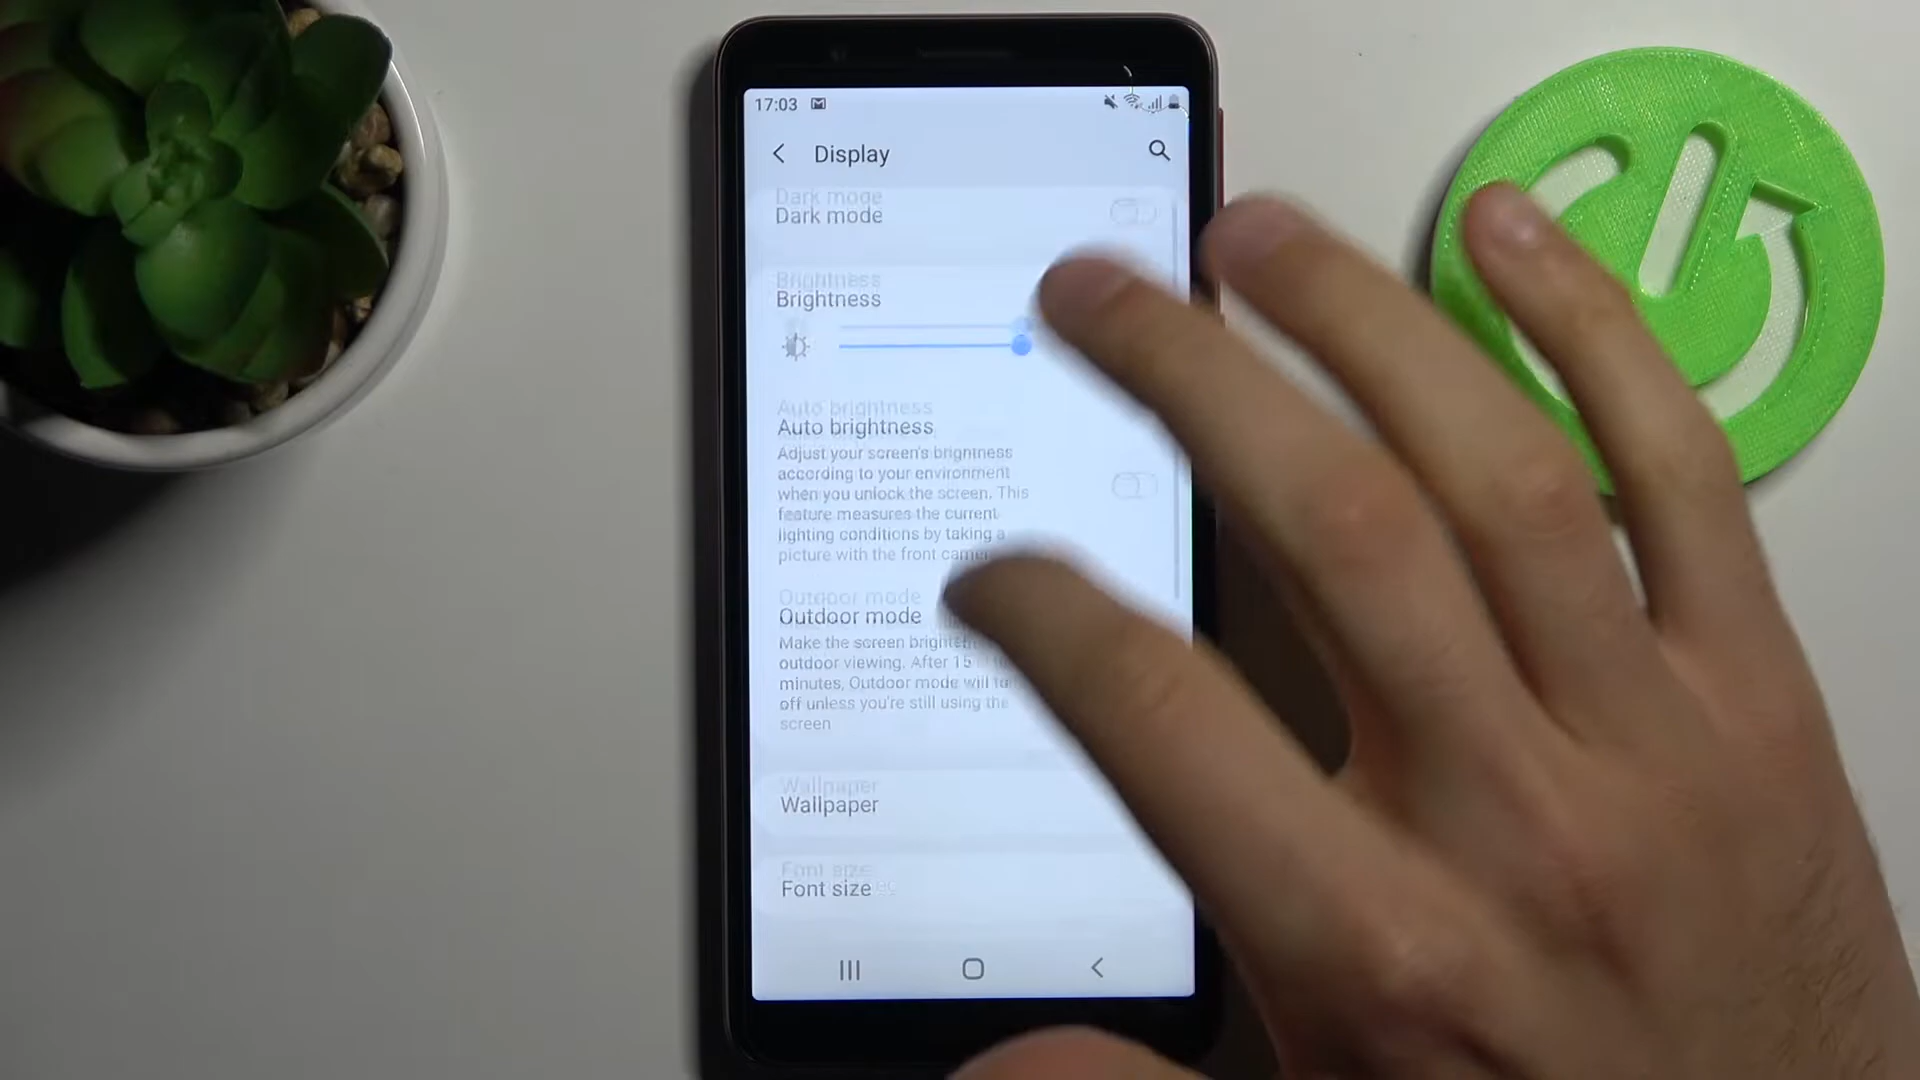 17:03
Display
Dark mode
Brightness
Auto brightness
Adjust your screen's brightness
according to your environment
when you unlock the screen. This
feature measures the current
lighting conditions by taking a
picture with the front
Outdoor mode
Make the screen
outdoor viewing. After 15
minutes, Outdoor mode will
off unless you're still using the
screen
Wallpaper
Font size